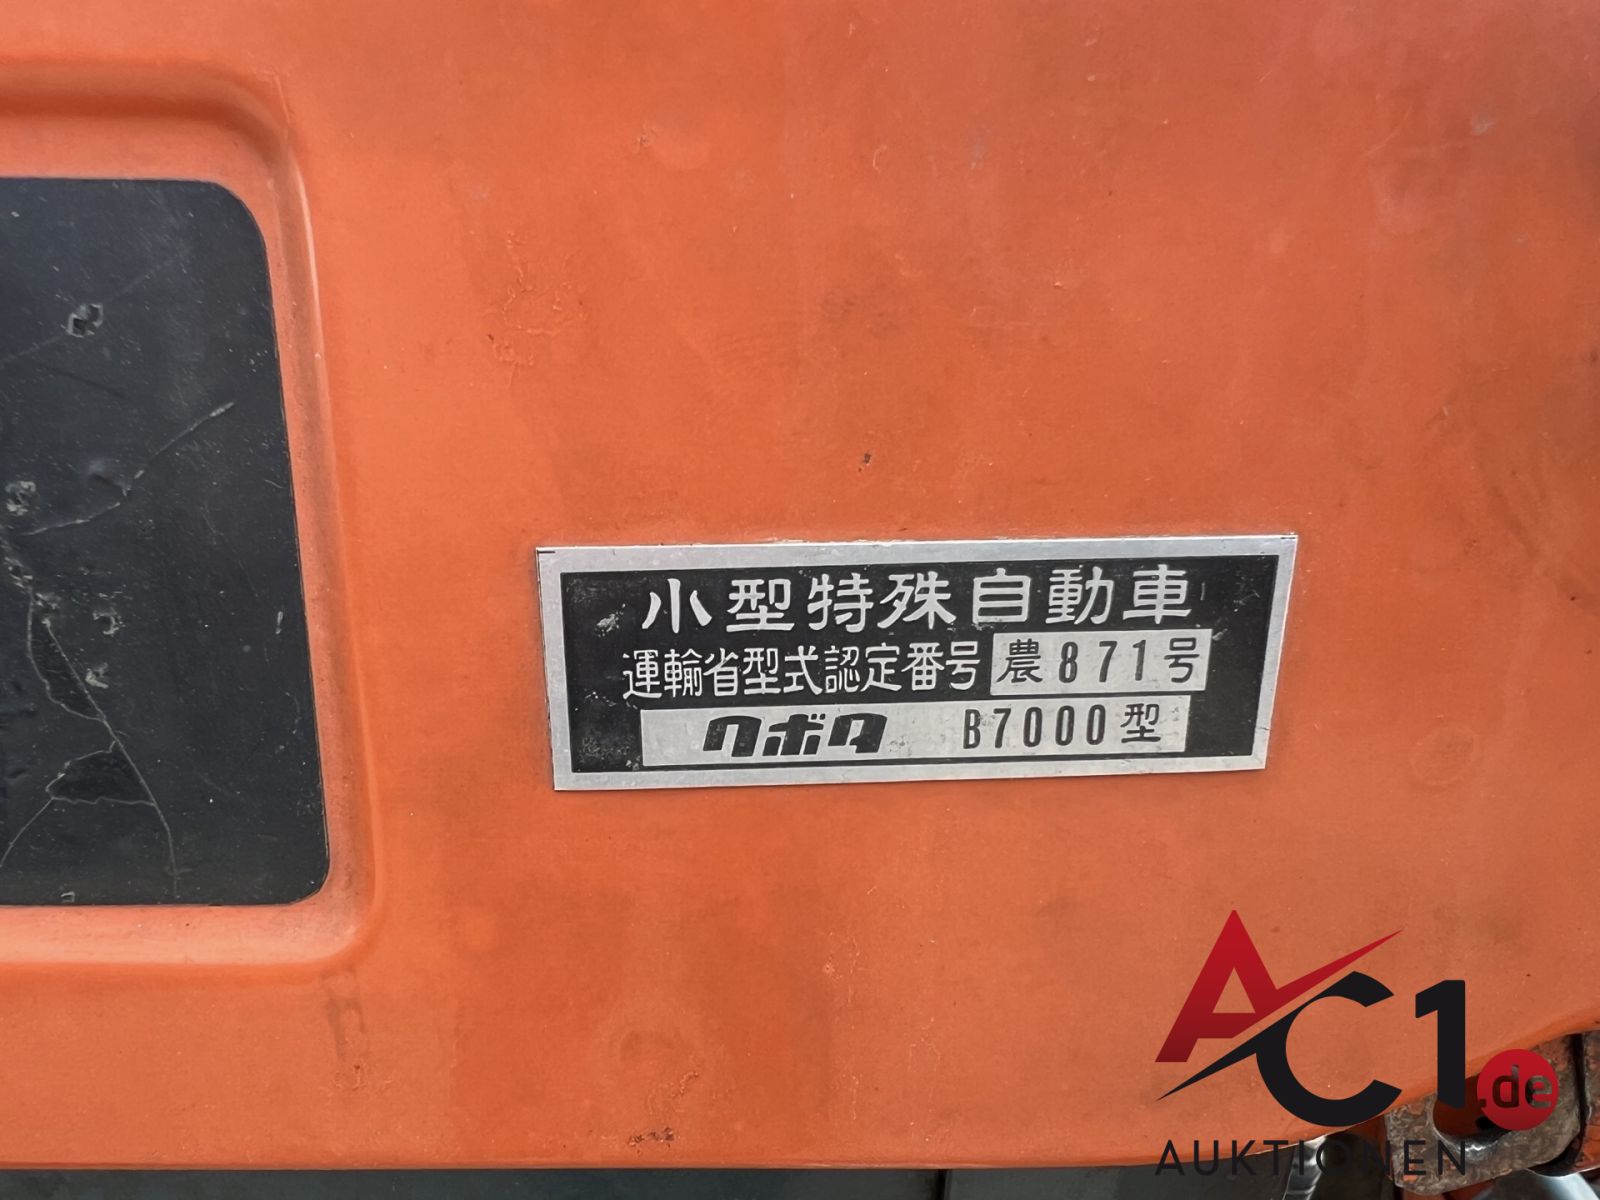 小型特殊自動車
運輸省型式認定番号 農871号
クボタ B7000型
AC1.de
AUKTIONEN